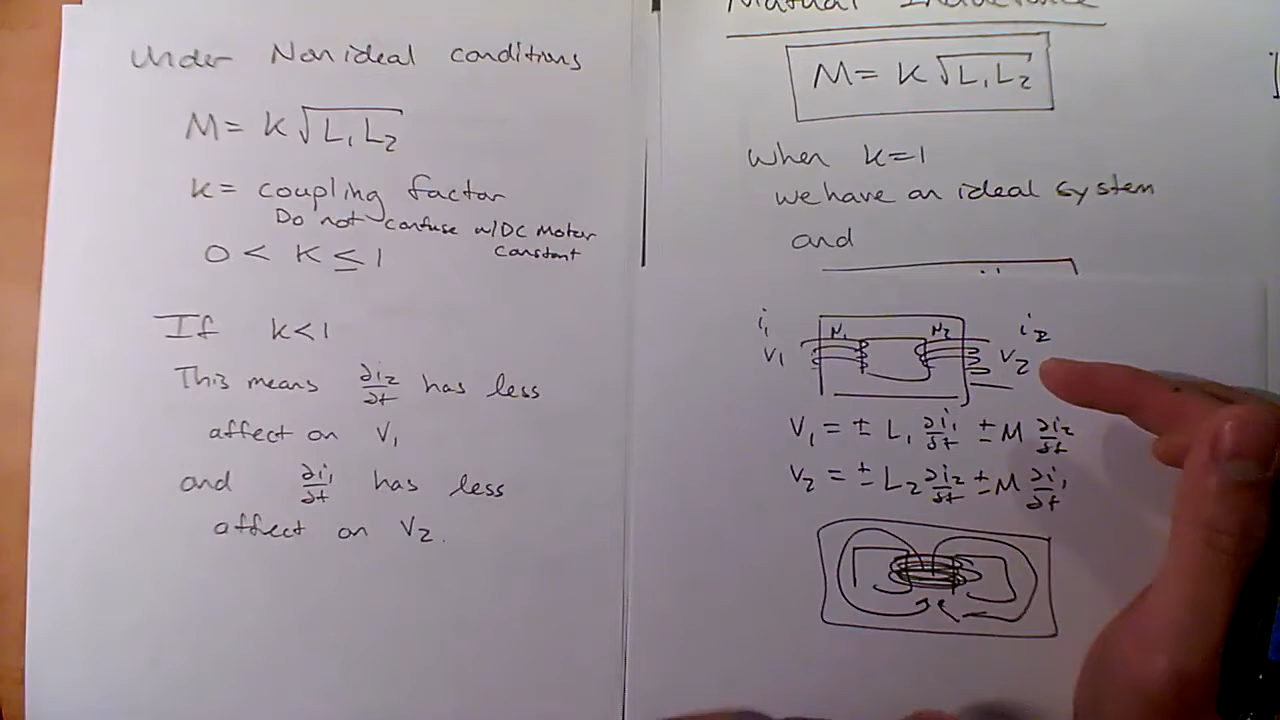 Under Nonideal conditions
M = K√L₁L₂
k = coupling factor
Do not confuse w/DC Motor
constant
0 < K ≤ 1
If k<1
This means ∂i₂/∂t has less
affect on V₁
and ∂i₁/∂t has less
affect on V₂.
Mutual Inductance
M = K√L₁L₂
when k=1
we have an ideal system
and
i₁ N₁ N₂ i₂
V₁ V₂
V₁ = ± L₁ ∂i₁/∂t ± M ∂i₂/∂t
V₂ = ± L₂ ∂i₂/∂t ± M ∂i₁/∂t